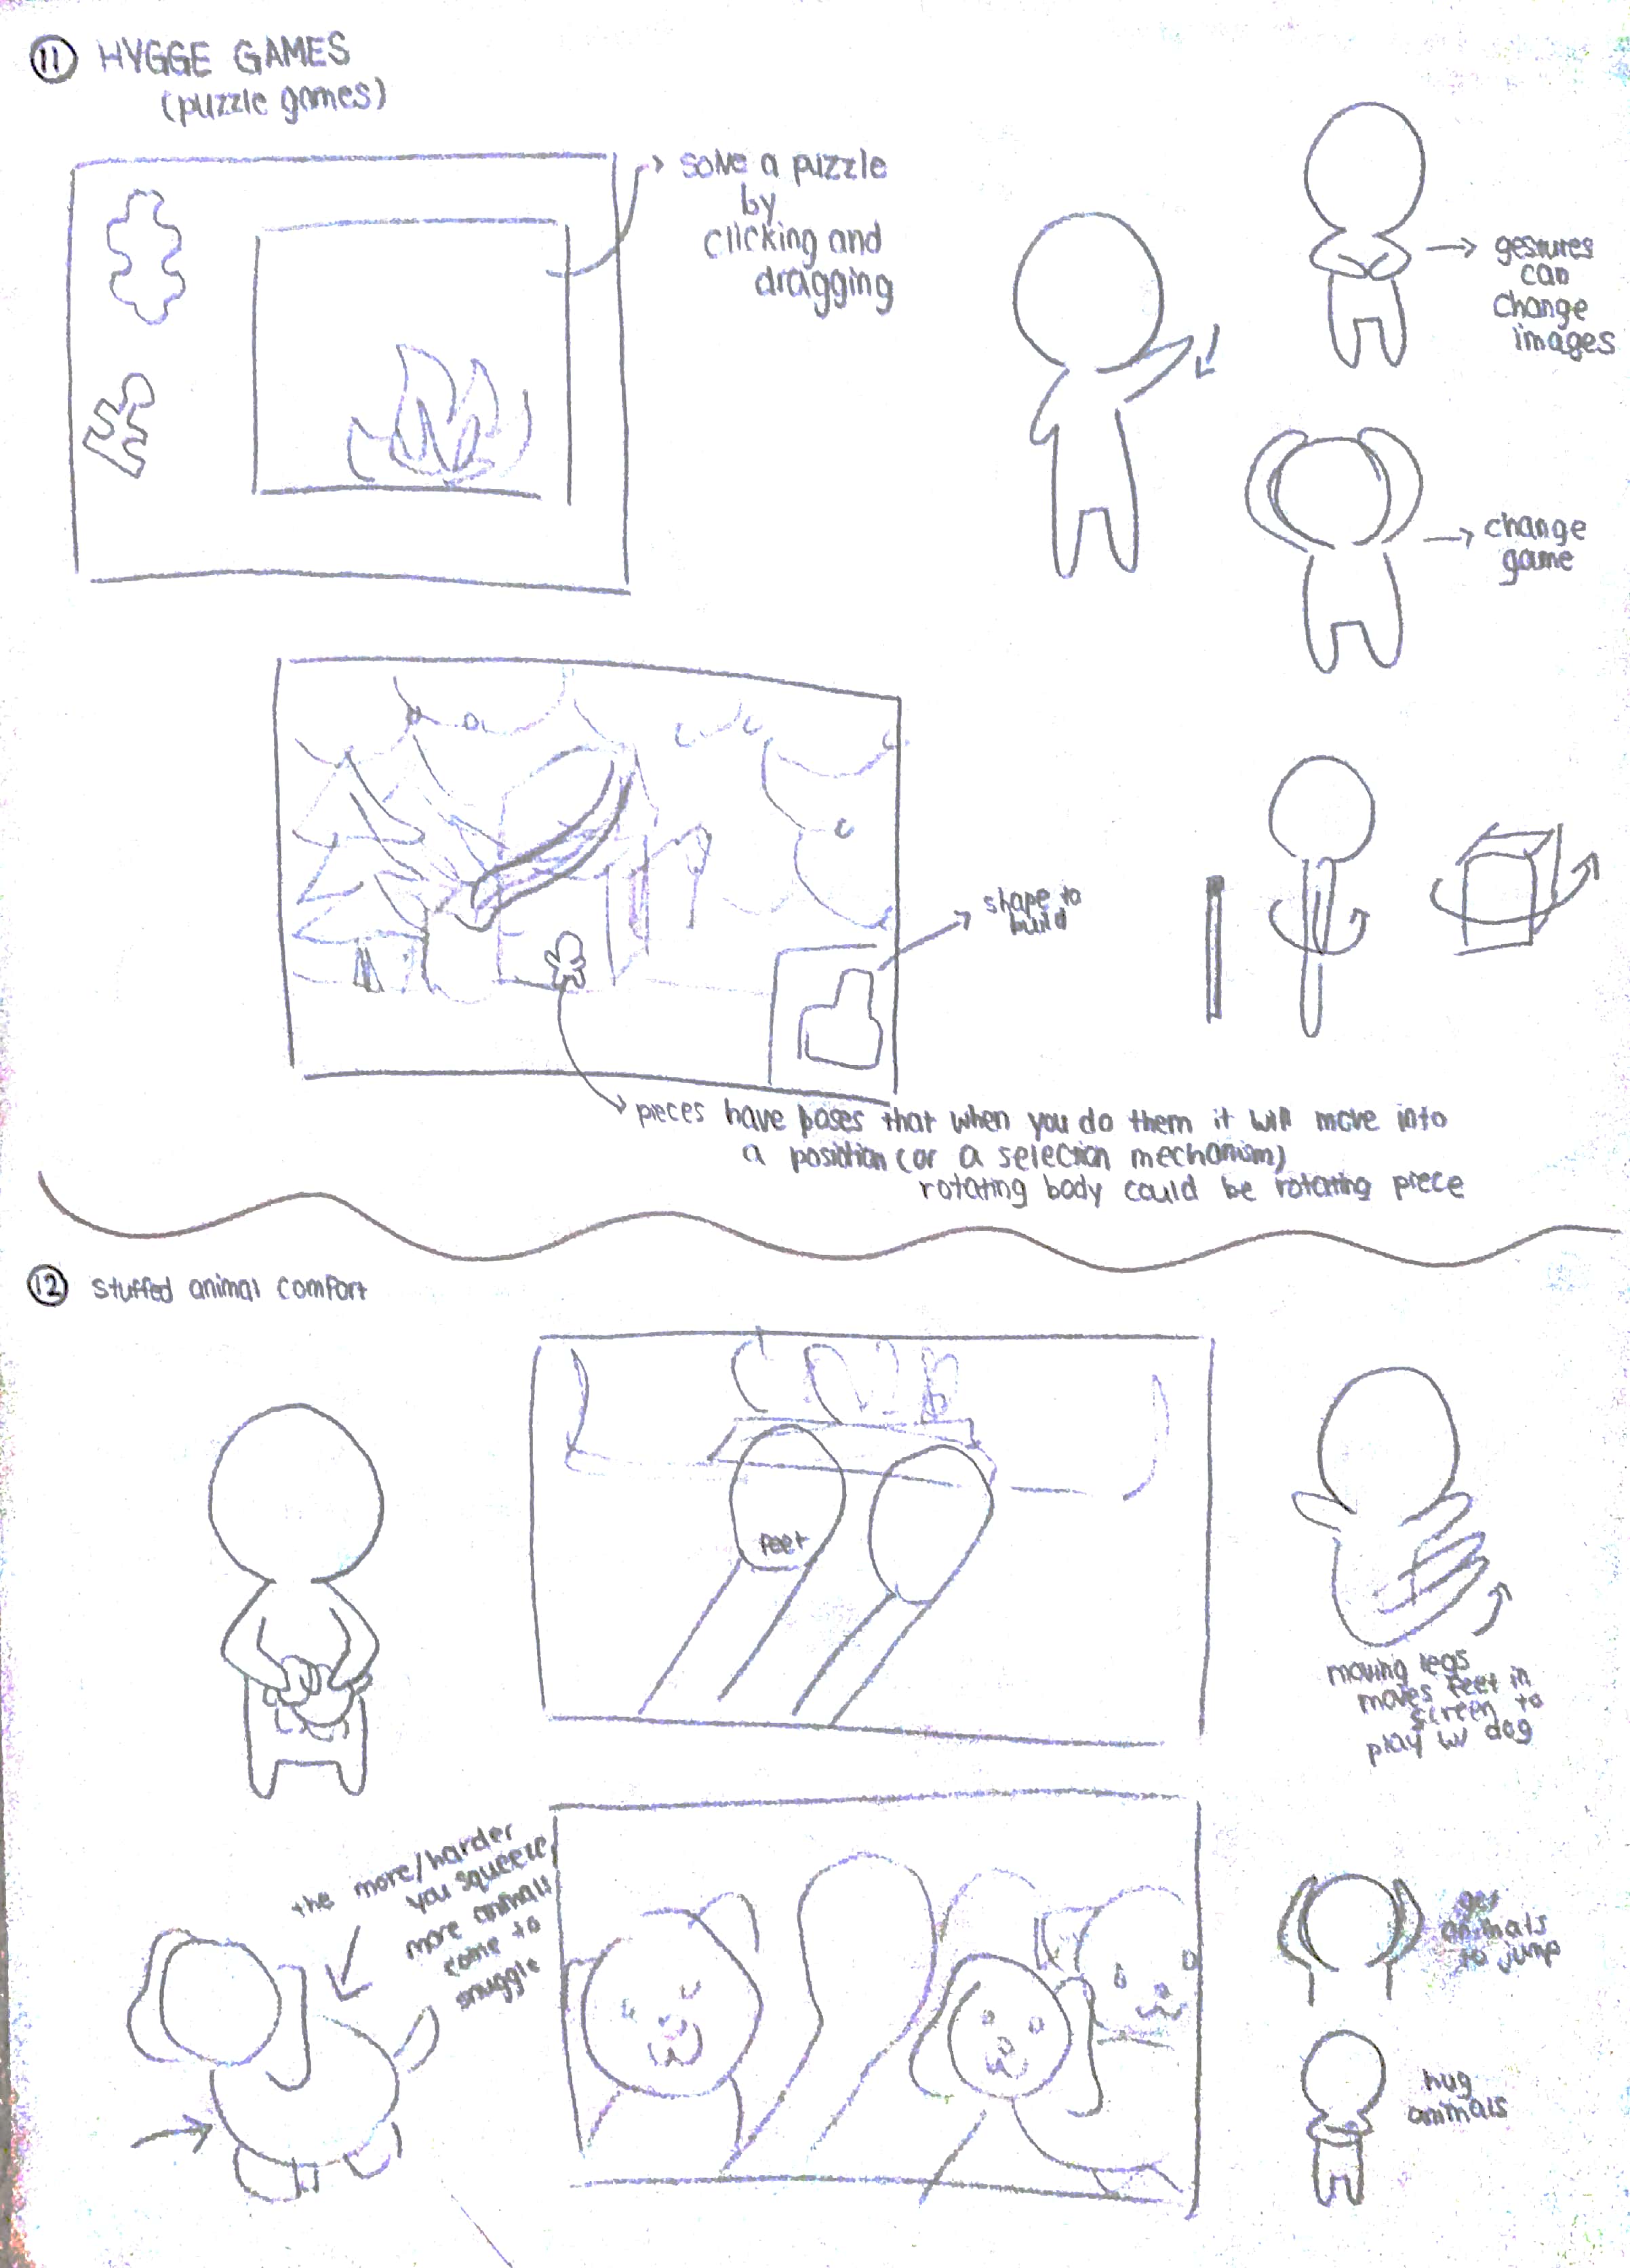 11 HYGGE GAMES
(puzzle games)
solve a puzzle
by
clicking and
dragging
gestures
can
change
images
change
game
shape to
build
pieces have poses that when you do them it will move into
a position (or a selection mechanism)
rotating body could be rotating piece
12 stuffed animal comfort
feet
moving legs
moves feet in
screen to
play w/ dog
the more/harder
you squeeze,
more animals
come to
snuggle
get
animals
to jump
hug
animals